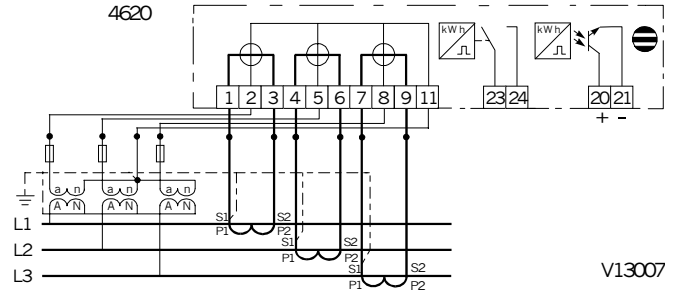 4620
kWh kWh
1 2 3 4 5 6 7 8 9 11 23 24 20 21
+ -
a n a n a n
A N A N A N
S1 S2
L1
P1 S1 P2 S2
L2
P1 S1 P2 S2
L3
P1 P2
V13007